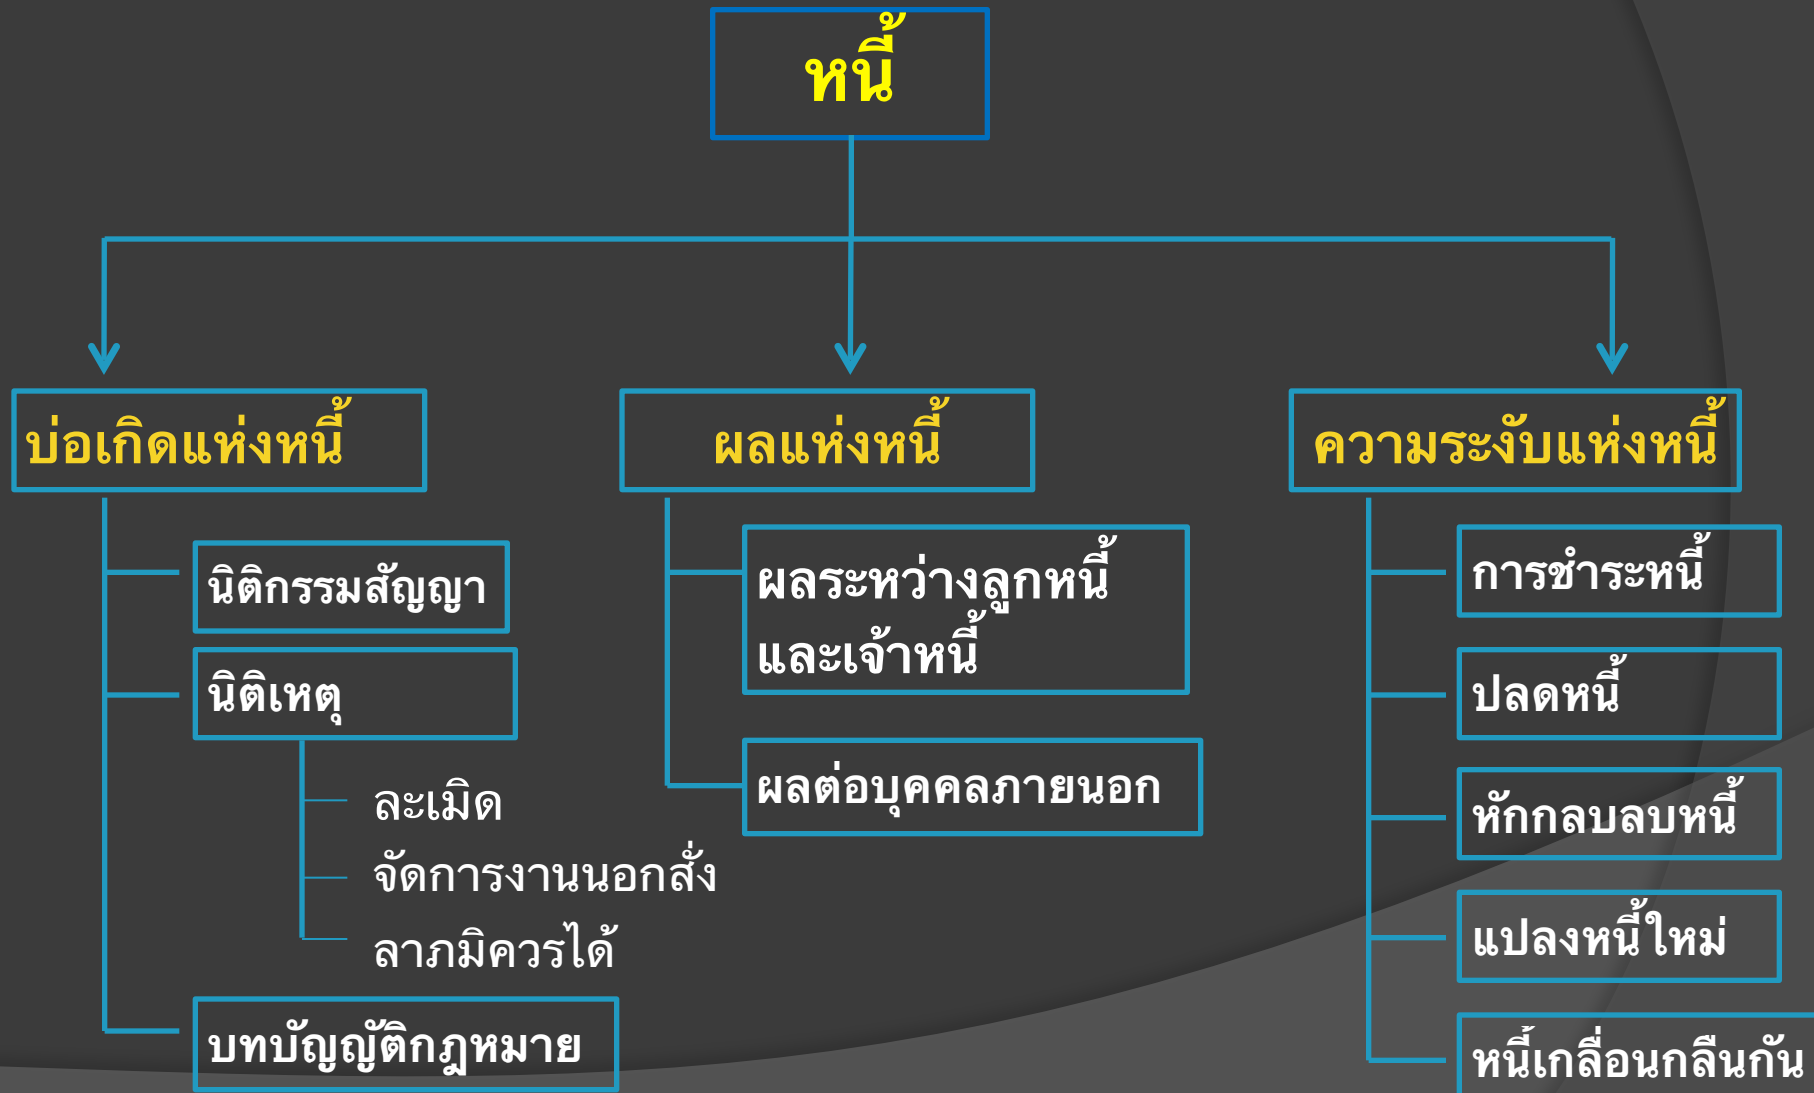 หนี้
บ่อเกิดแห่งหนี้
นิติกรรมสัญญา
นิติเหตุ
ละเมิด
จัดการงานนอกสั่ง
ลาภมิควรได้
บทบัญญัติกฎหมาย
ผลแห่งหนี้
ผลระหว่างลูกหนี้
และเจ้าหนี้
ผลต่อบุคคลภายนอก
ความระงับแห่งหนี้
การชำระหนี้
ปลดหนี้
หักกลบลบหนี้
แปลงหนี้ใหม่
หนี้เกลื่อนกลืนกัน